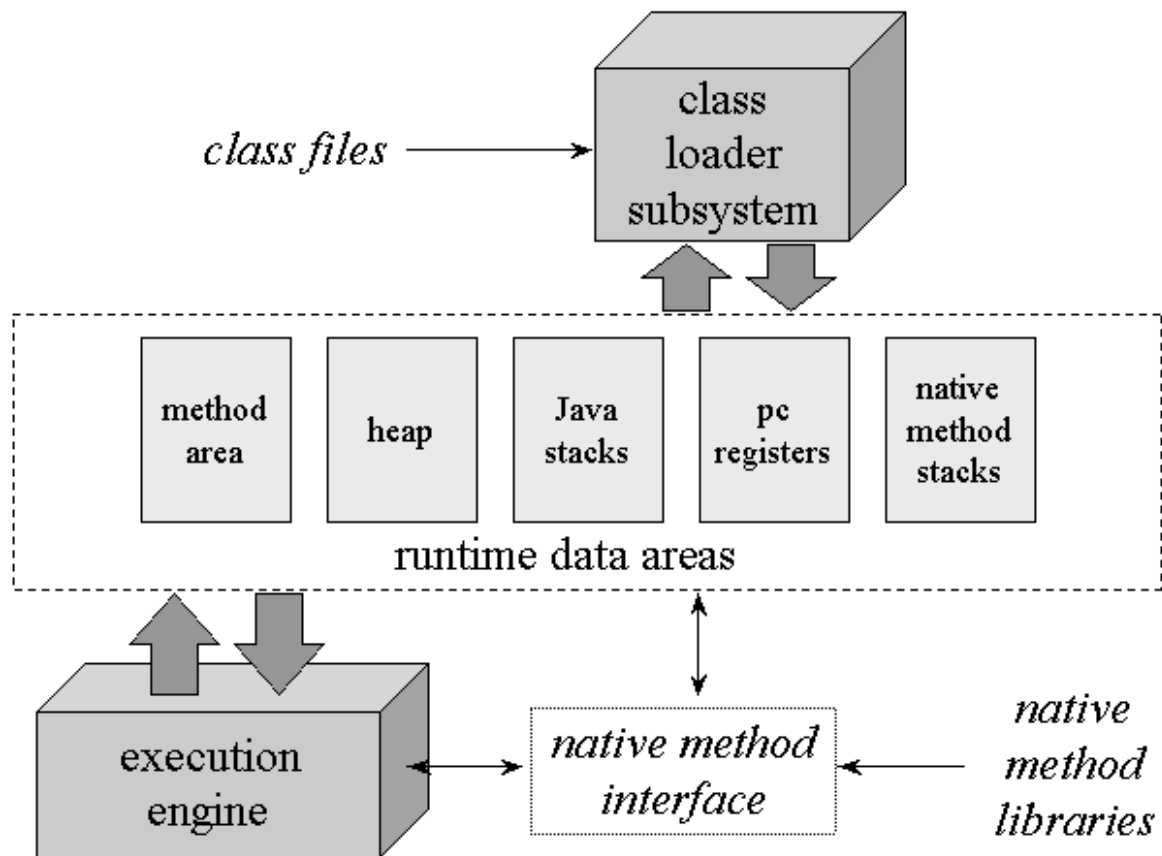 class
loader
subsystem
class files
method
area
heap
Java
stacks
pc
registers
native
method
stacks
runtime data areas
execution
engine
native method
interface
native
method
libraries